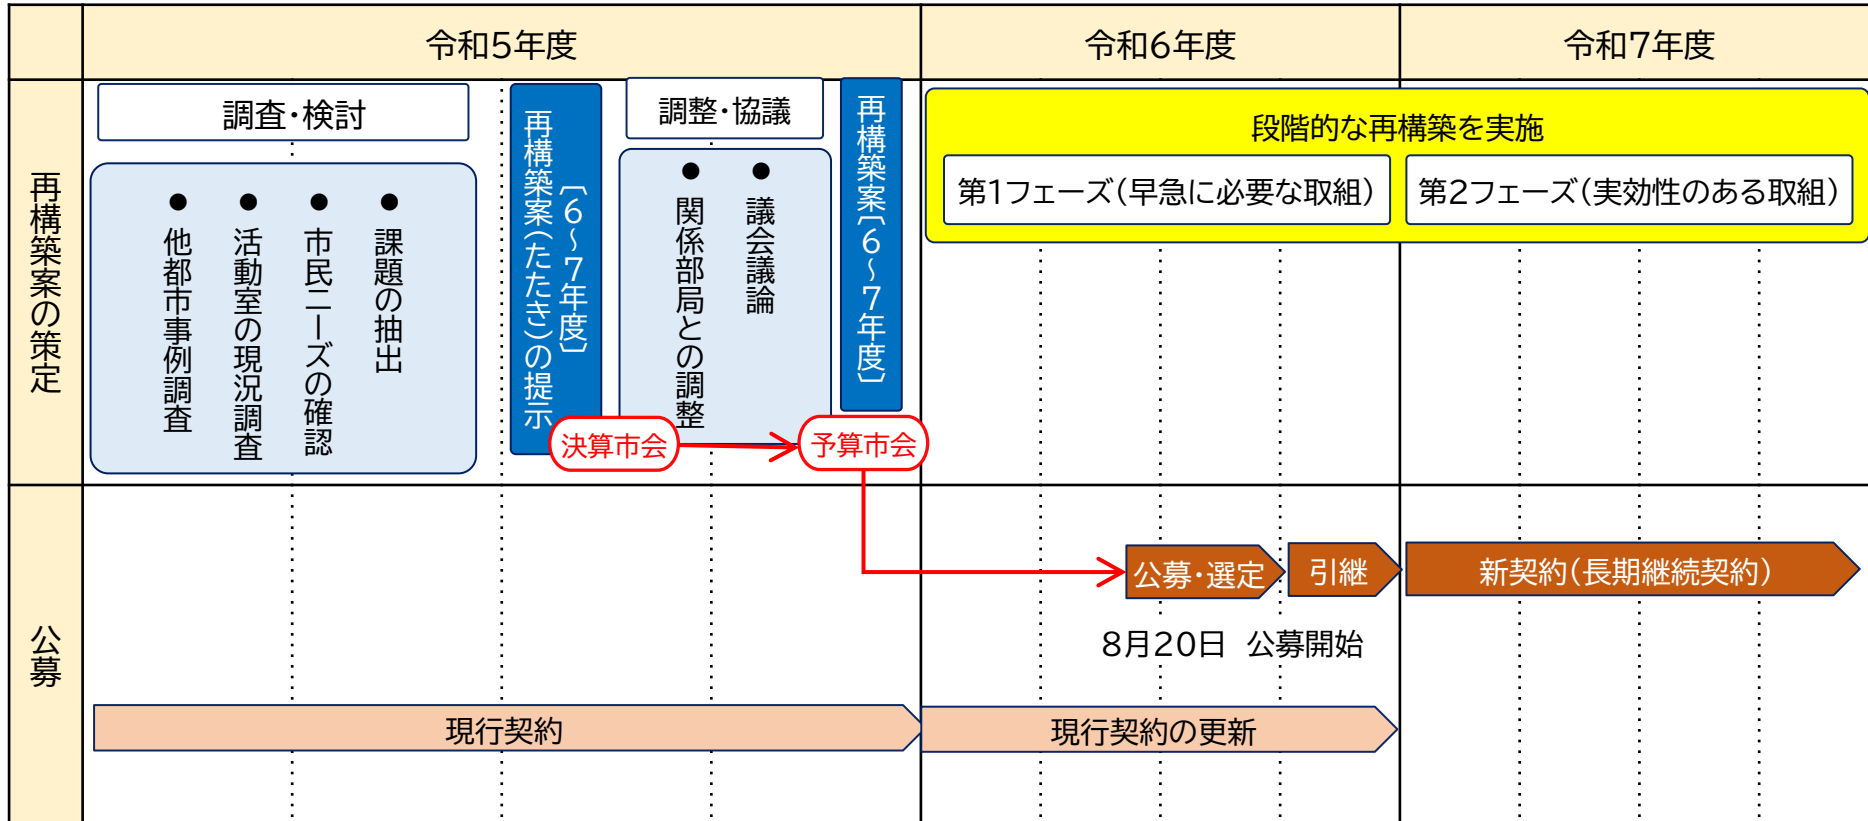 令和5年度
令和6年度
令和7年度
再構築案の策定
調査・検討
● 他都市事例調査
● 活動室の現況調査
● 市民ニーズの確認
● 課題の抽出
再構築案(たたき)の提示
〔6~7年度〕
調整・協議
● 関係部局との調整
● 議会議論
再構築案〔6~7年度〕
決算市会
予算市会
段階的な再構築を実施
第1フェーズ(早急に必要な取組)
第2フェーズ(実効性のある取組)
公募
公募・選定
引継
新契約(長期継続契約)
8月20日 公募開始
現行契約
現行契約の更新